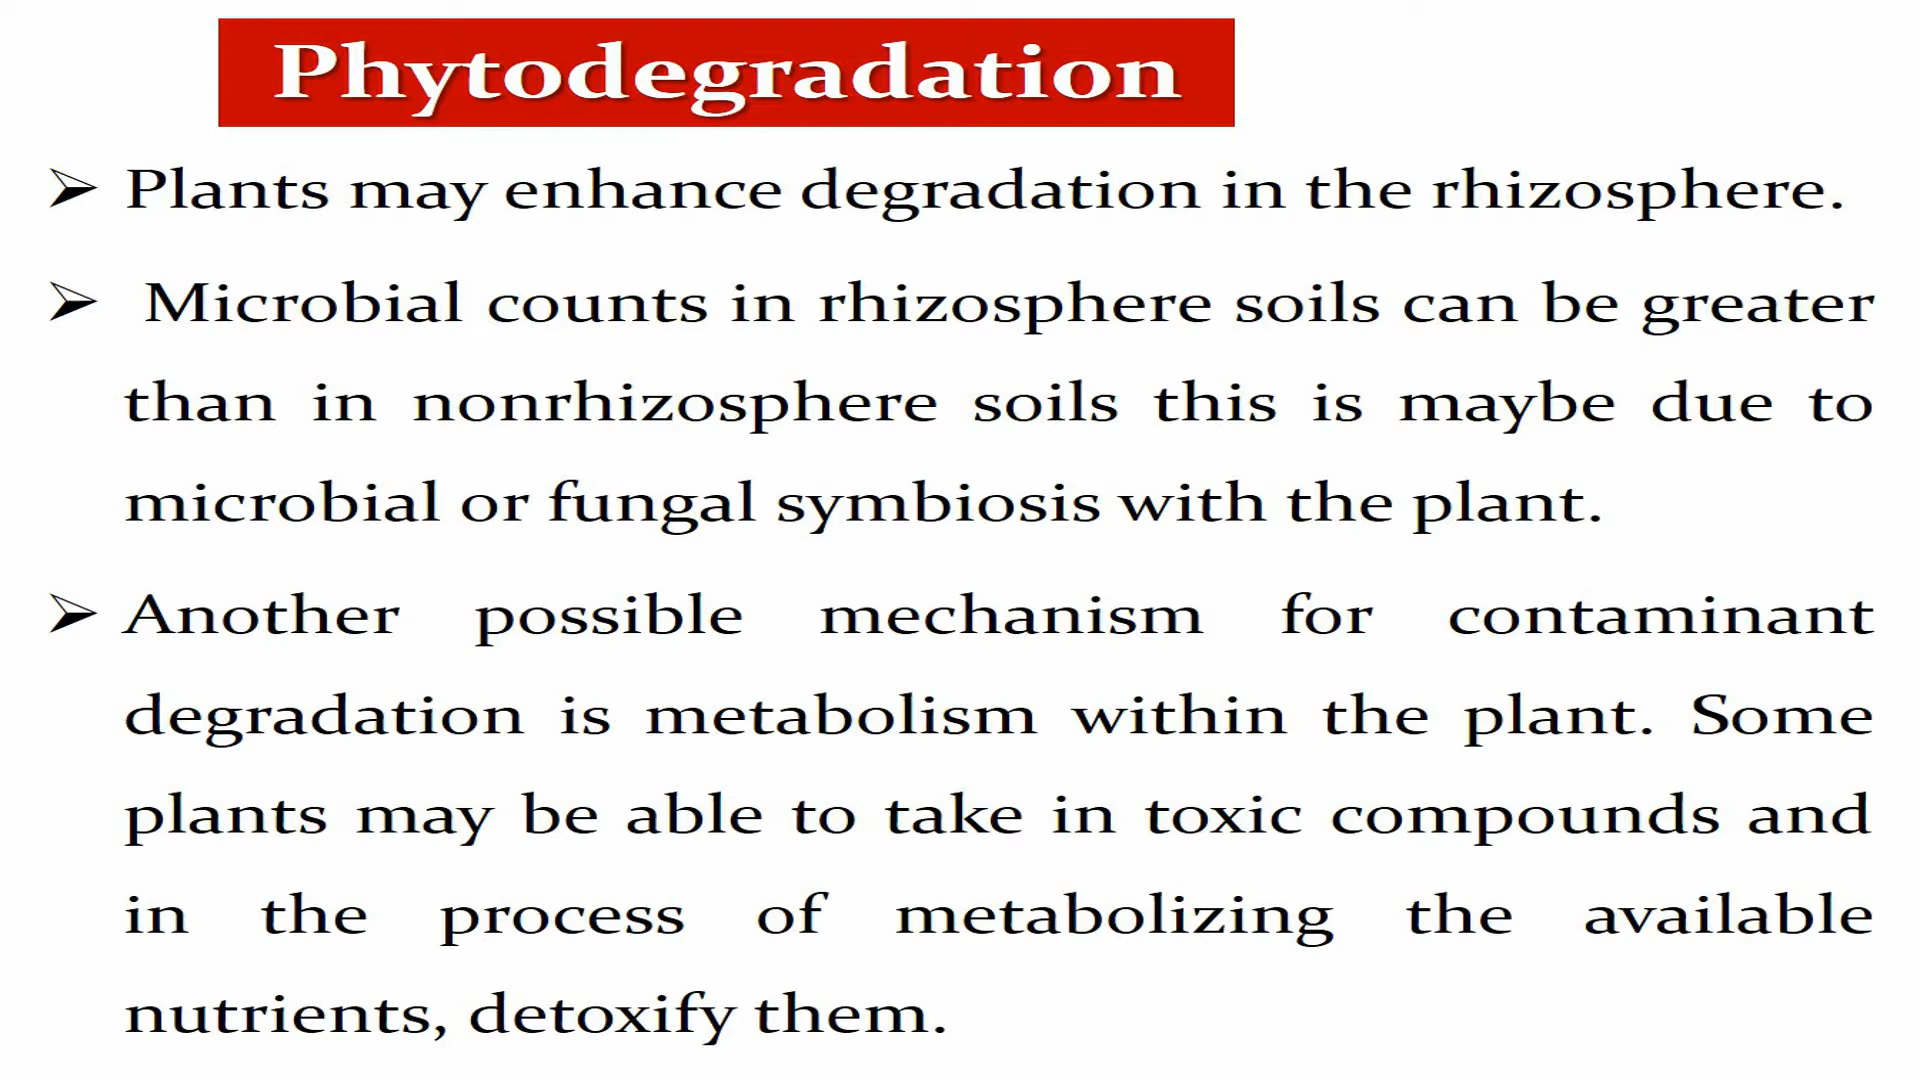 Phytodegradation
➢ Plants may enhance degradation in the rhizosphere.
➢ Microbial counts in rhizosphere soils can be greater
than in nonrhizosphere soils this is maybe due to
microbial or fungal symbiosis with the plant.
➢ Another possible mechanism for contaminant
degradation is metabolism within the plant. Some
plants may be able to take in toxic compounds and
in the process of metabolizing the available
nutrients, detoxify them.